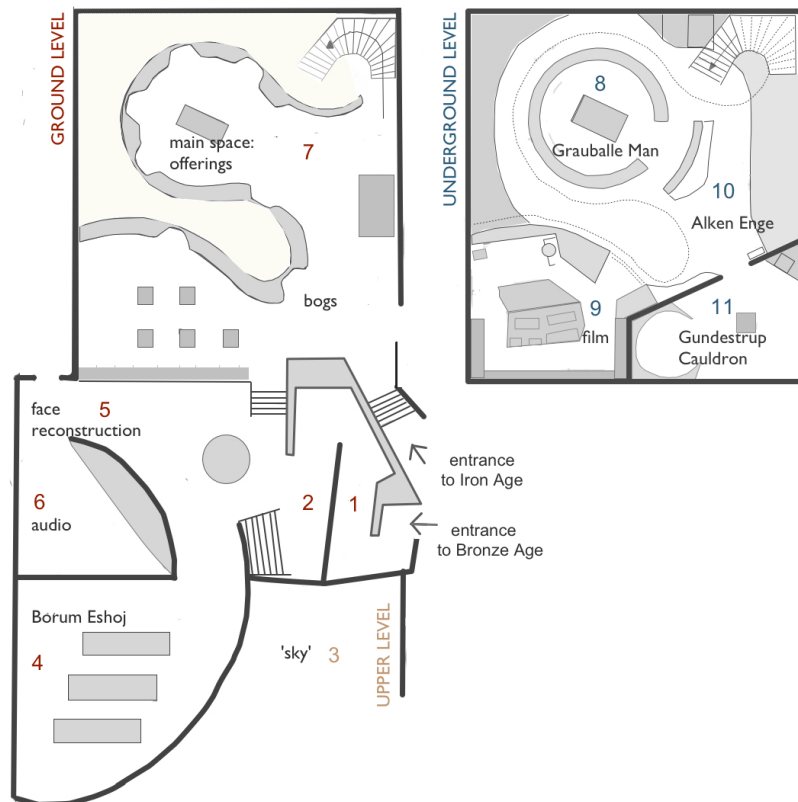 GROUND LEVEL
main space:
offerings
7
bogs
5
face
reconstruction
6
audio
2
1
entrance
to Iron Age
entrance
to Bronze Age
Borum Eshoj
4
'sky' 3
UPPER LEVEL
UNDERGROUND LEVEL
8
Grauballe Man
10
Alken Enge
9
film
11
Gundestrup
Cauldron